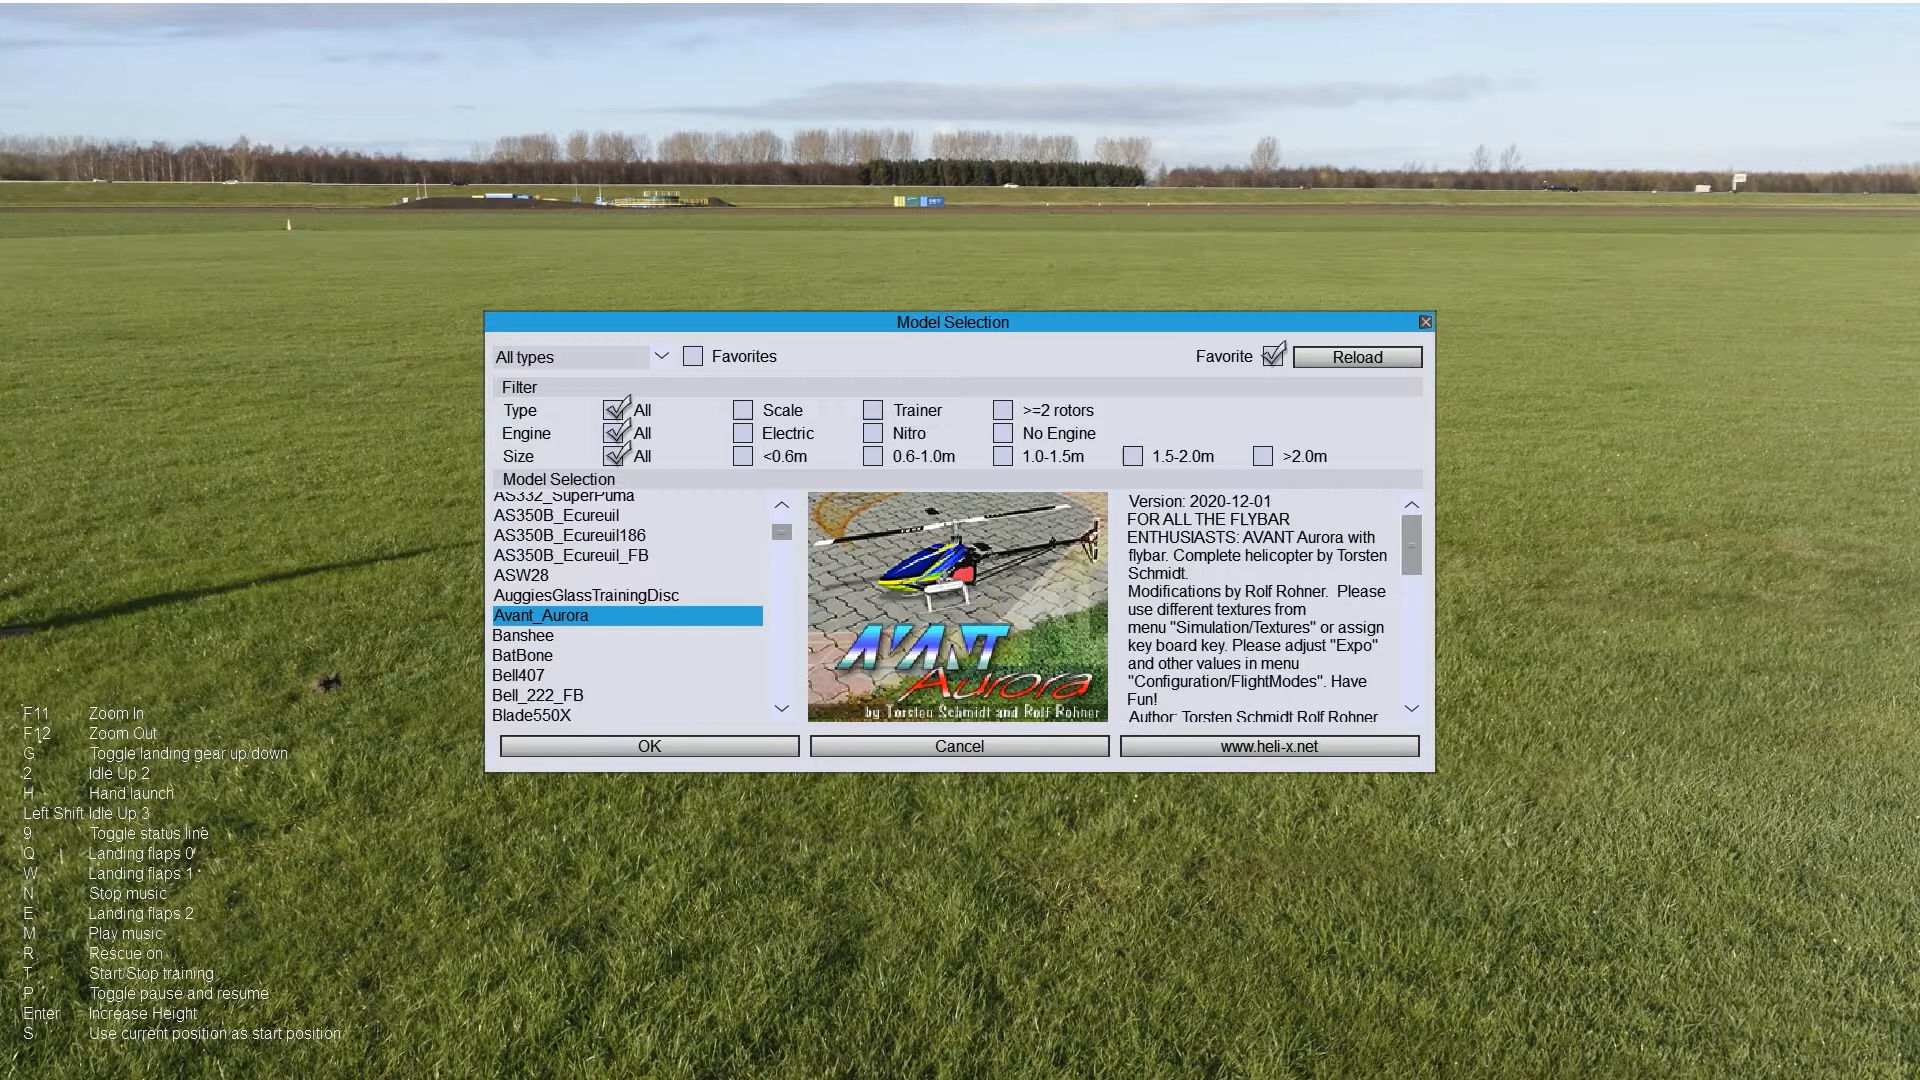 Model Selection
All types
Favorites
Favorite
Reload
Filter
Type All Scale Trainer >=2 rotors
Engine All Electric Nitro No Engine
Size All <0.6m 0.6-1.0m 1.0-1.5m 1.5-2.0m >2.0m
Model Selection
AS332_SuperPuma
AS350B_Ecureuil
AS350B_Ecureuil186
AS350B_Ecureuil_FB
ASW28
AuggiesGlassTrainingDisc
Avant_Aurora
Banshee
BatBone
Bell407
Bell_222_FB
Blade550X
AVANT
Aurora
by Torsten Schmidt and Rolf Rohner
Version: 2020-12-01
FOR ALL THE FLYBAR
ENTHUSIASTS: AVANT Aurora with
flybar. Complete helicopter by Torsten
Schmidt.
Modifications by Rolf Rohner. Please
use different textures from
menu "Simulation/Textures" or assign
key board key. Please adjust "Expo"
and other values in menu
"Configuration/FlightModes". Have
Fun!
Author: Torsten Schmidt Rolf Rohner
OK
Cancel
www.heli-x.net
F11 Zoom In
F12 Zoom Out
G Toggle landing gear up/down
2 Idle Up 2
H Hand launch
Left Shift Idle Up 3
9 Toggle status line
Q Landing flaps 0
W Landing flaps 1
N Stop music
E Landing flaps 2
M Play music
R Rescue on
T Start/Stop training
P Toggle pause and resume
Enter Increase Height
S Use current position as start position